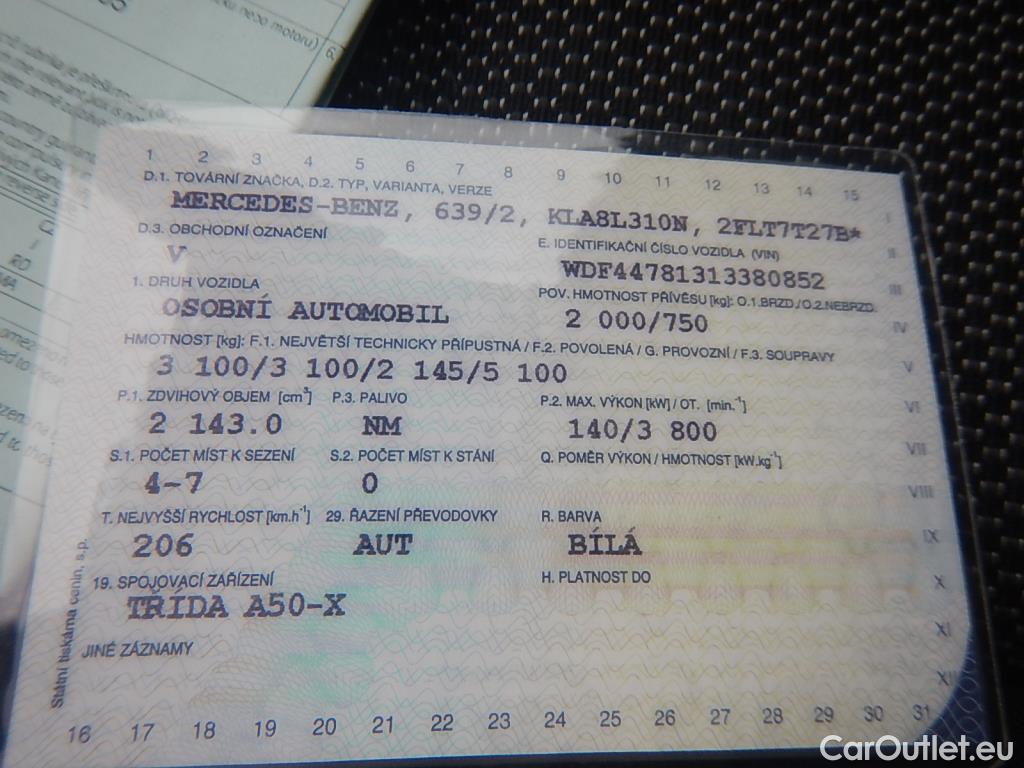 oku nebo motoru) 6.
1 2 3 4 5 6 7 8 9 10 11 12 13 14 15
D.1. TOVÁRNÍ ZNAČKA, D.2. TYP, VARIANTA, VERZE
MERCEDES-BENZ, 639/2, KLA8L310N, 2FLT7T27B*
I
D.3. OBCHODNÍ OZNAČENÍ
V
E. IDENTIFIKAČNÍ ČÍSLO VOZIDLA (VIN)
WDF44781313380852
II
1. DRUH VOZIDLA
OSOBNÍ AUTOMOBIL
POV. HMOTNOST PŘÍVĚSU [kg]: O.1.BRZD./O.2.NEBRZD.
2 000/750
III
IV
HMOTNOST [kg]: F.1. NEJVĚTŠÍ TECHNICKY PŘÍPUSTNÁ / F.2. POVOLENÁ / G. PROVOZNÍ / F.3. SOUPRAVY
3 100/3 100/2 145/5 100
V
P.1. ZDVIHOVÝ OBJEM [cm³] P.3. PALIVO P.2. MAX. VÝKON [kW] / OT. [min.⁻¹]
2 143.0 NM 140/3 800
VI
S.1. POČET MÍST K SEZENÍ S.2. POČET MÍST K STÁNÍ Q. POMĚR VÝKON / HMOTNOST [kW.kg⁻¹]
VII
4-7 0
VIII
T. NEJVYŠŠÍ RYCHLOST [km.h⁻¹] 29. ŘAZENÍ PŘEVODOVKY R. BARVA
206 AUT BÍLÁ
IX
19. SPOJOVACÍ ZAŘÍZENÍ H. PLATNOST DO
TŘÍDA A50-X
X
JINÉ ZÁZNAMY
XI
XII
Státní tiskárna cenin, s.p.
16 17 18 19 20 21 22 23 24 25 26 27 28 29 30 31
CarOutlet.eu